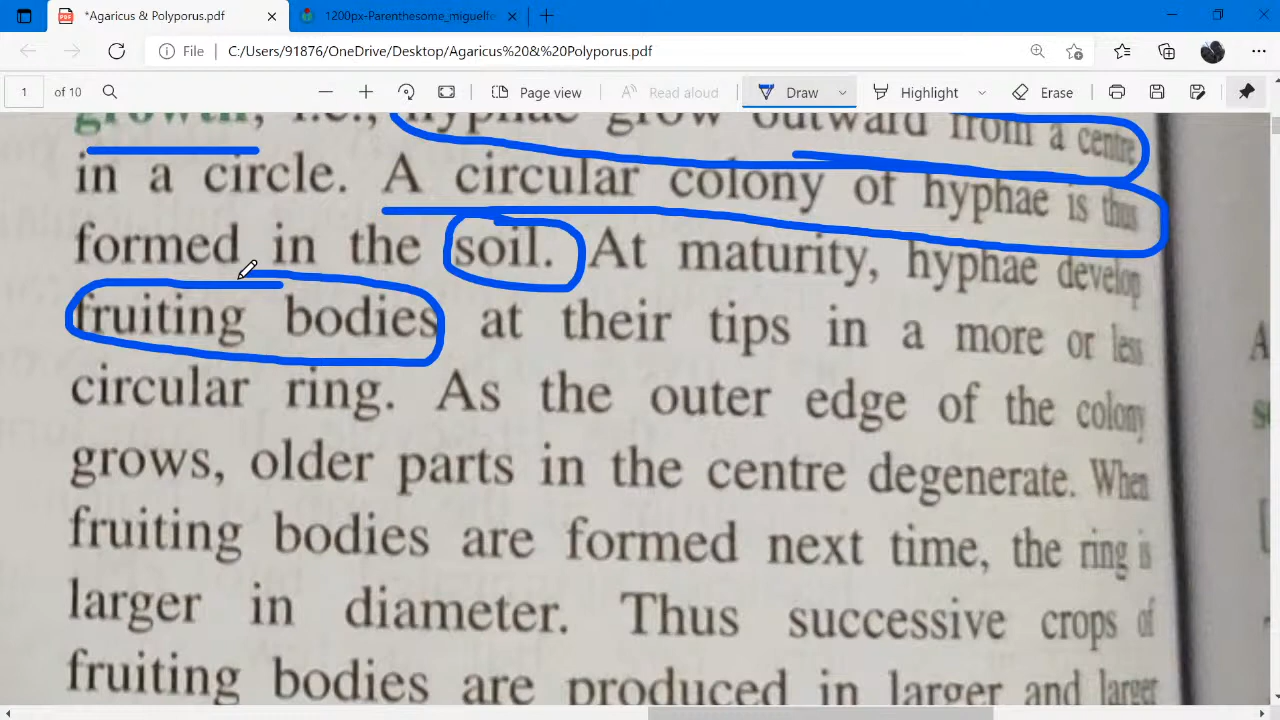 *Agaricus & Polyporus.pdf
1200px-Parenthesome_miguelfe
File
C:/Users/91876/OneDrive/Desktop/Agaricus%20&%20Polyporus.pdf
1 of 10
Page view
Read aloud
Draw
Highlight
Erase
growth, i.e., hyphae grow outward from a centre
in a circle. A circular colony of hyphae is thus
formed in the soil. At maturity, hyphae develop
fruiting bodies at their tips in a more or less
circular ring. As the outer edge of the colony
grows, older parts in the centre degenerate. When
fruiting bodies are formed next time, the ring is
larger in diameter. Thus successive crops of
fruiting bodies are produced in larger and larger